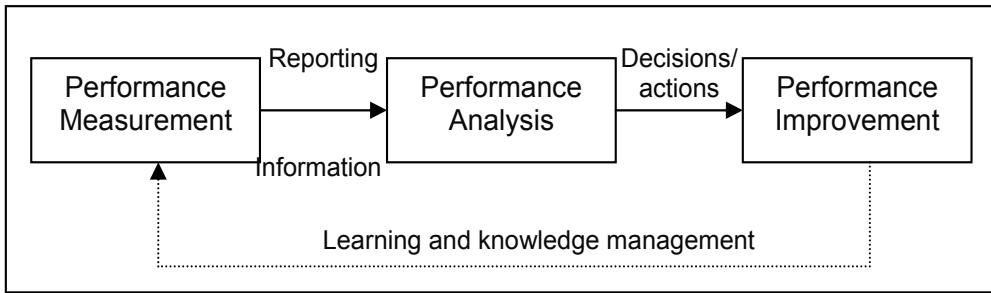 Reporting
Decisions/
actions
Performance
Measurement
Performance
Analysis
Performance
Improvement
Information
Learning and knowledge management